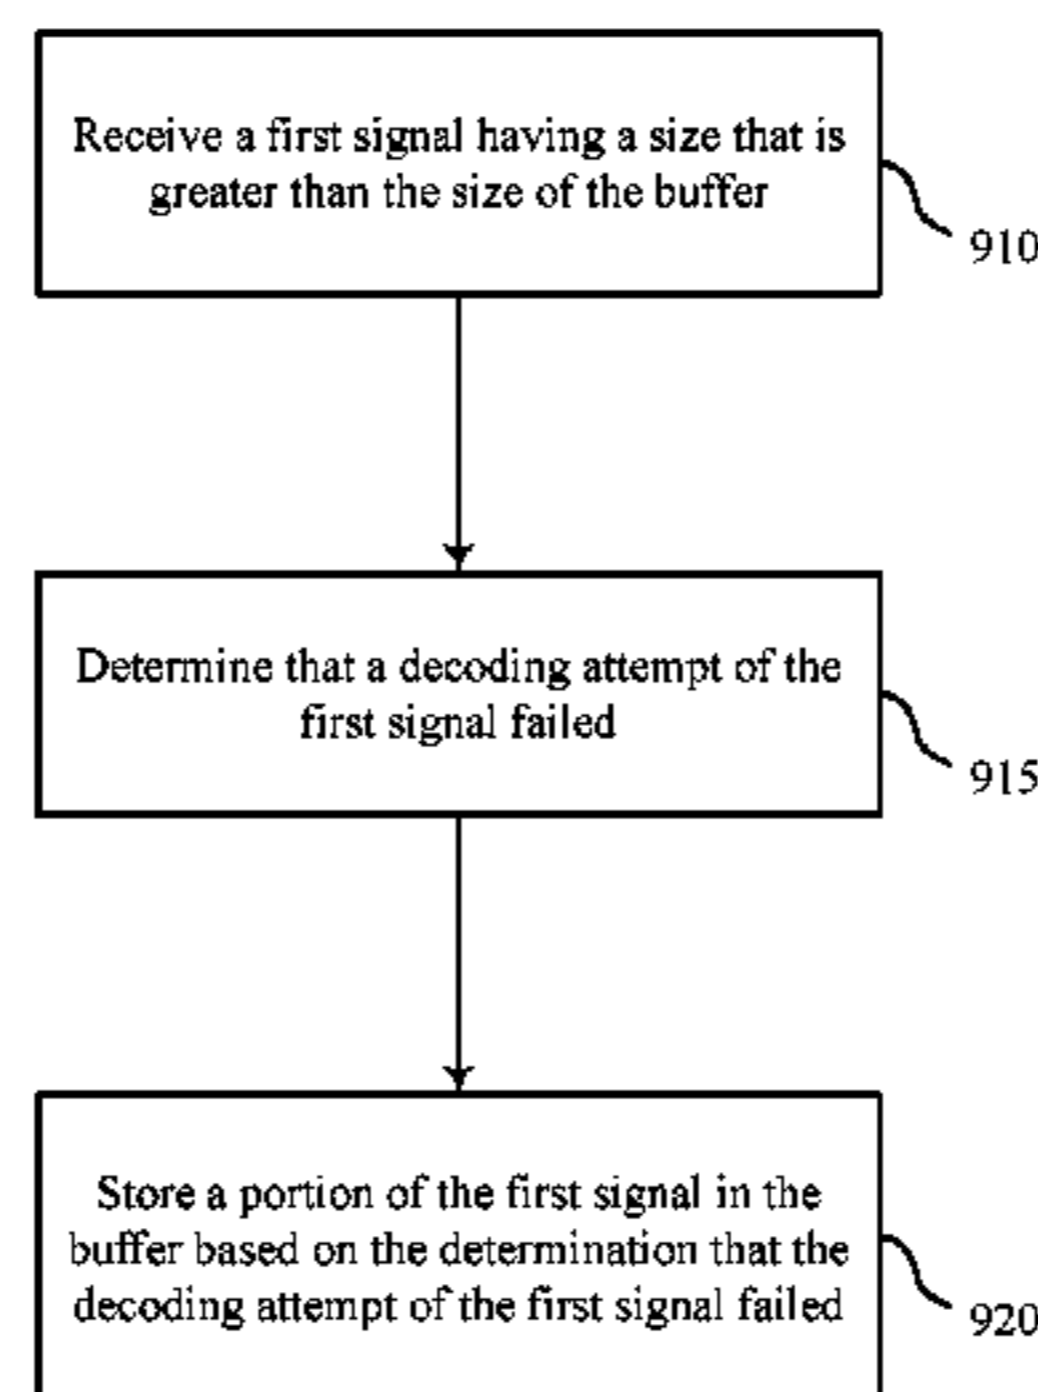 Receive a first signal having a size that is
greater than the size of the buffer
910
Determine that a decoding attempt of the
first signal failed
915
Store a portion of the first signal in the
buffer based on the determination that the
decoding attempt of the first signal failed
920